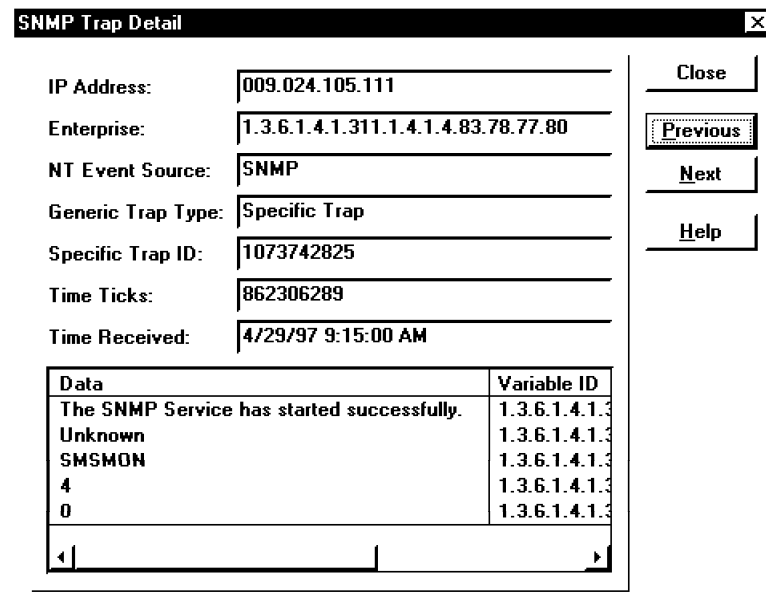 SNMP Trap Detail
IP Address: 009.024.105.111
Enterprise: 1.3.6.1.4.1.311.1.4.1.4.83.78.77.80
NT Event Source: SNMP
Generic Trap Type: Specific Trap
Specific Trap ID: 1073742825
Time Ticks: 862306289
Time Received: 4/29/97 9:15:00 AM
Close
Previous
Next
Help
Data Variable ID
The SNMP Service has started successfully. 1.3.6.1.4.1.3
Unknown 1.3.6.1.4.1.3
SMSMON 1.3.6.1.4.1.3
4 1.3.6.1.4.1.3
0 1.3.6.1.4.1.3